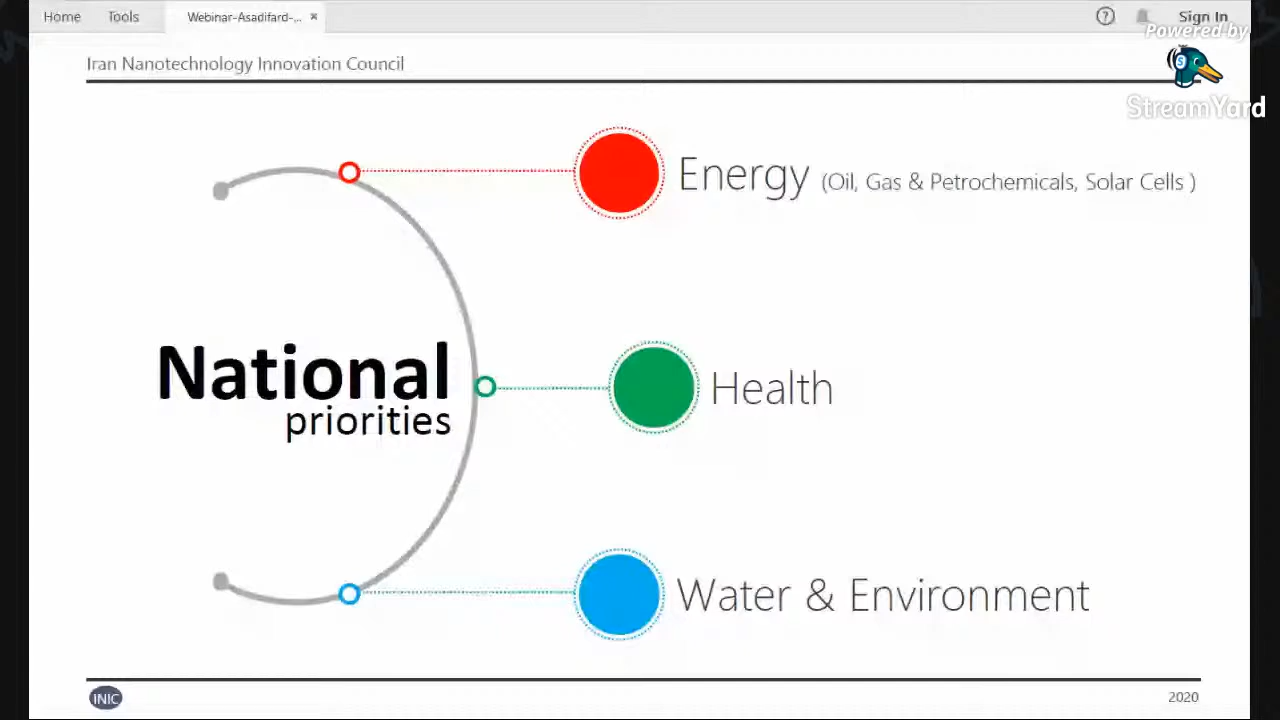 Home Tools Webinar-Asadifard-... × ? Sign In
Powered by
StreamYard
Iran Nanotechnology Innovation Council
Energy (Oil, Gas & Petrochemicals, Solar Cells )
National
priorities
Health
Water & Environment
INIC
2020